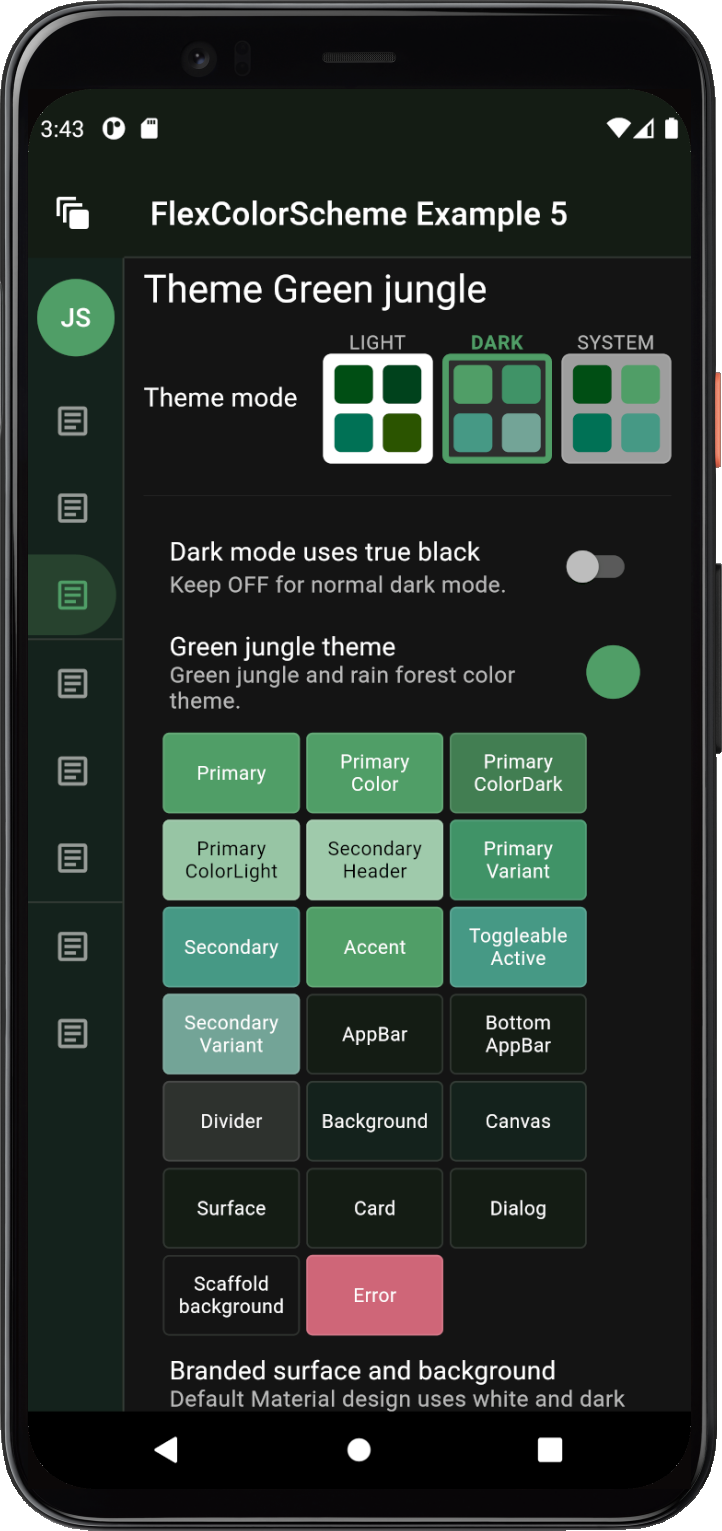 3:43
FlexColorScheme Example 5
JS
Theme Green jungle
LIGHT DARK SYSTEM
Theme mode
Dark mode uses true black
Keep OFF for normal dark mode.
Green jungle theme
Green jungle and rain forest color
theme.
Primary
Primary
Color
Primary
ColorDark
Primary
ColorLight
Secondary
Header
Primary
Variant
Secondary
Accent
Toggleable
Active
Secondary
Variant
AppBar
Bottom
AppBar
Divider
Background
Canvas
Surface
Card
Dialog
Scaffold
background
Error
Branded surface and background
Default Material design uses white and dark